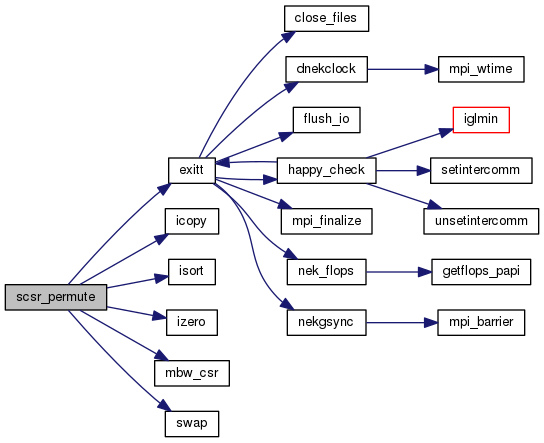 scsr_permute
exitt
icopy
isort
izero
mbw_csr
swap
close_files
dnekclock
flush_io
happy_check
mpi_finalize
nek_flops
nekgsync
mpi_wtime
iglmin
setintercomm
unsetintercomm
getflops_papi
mpi_barrier